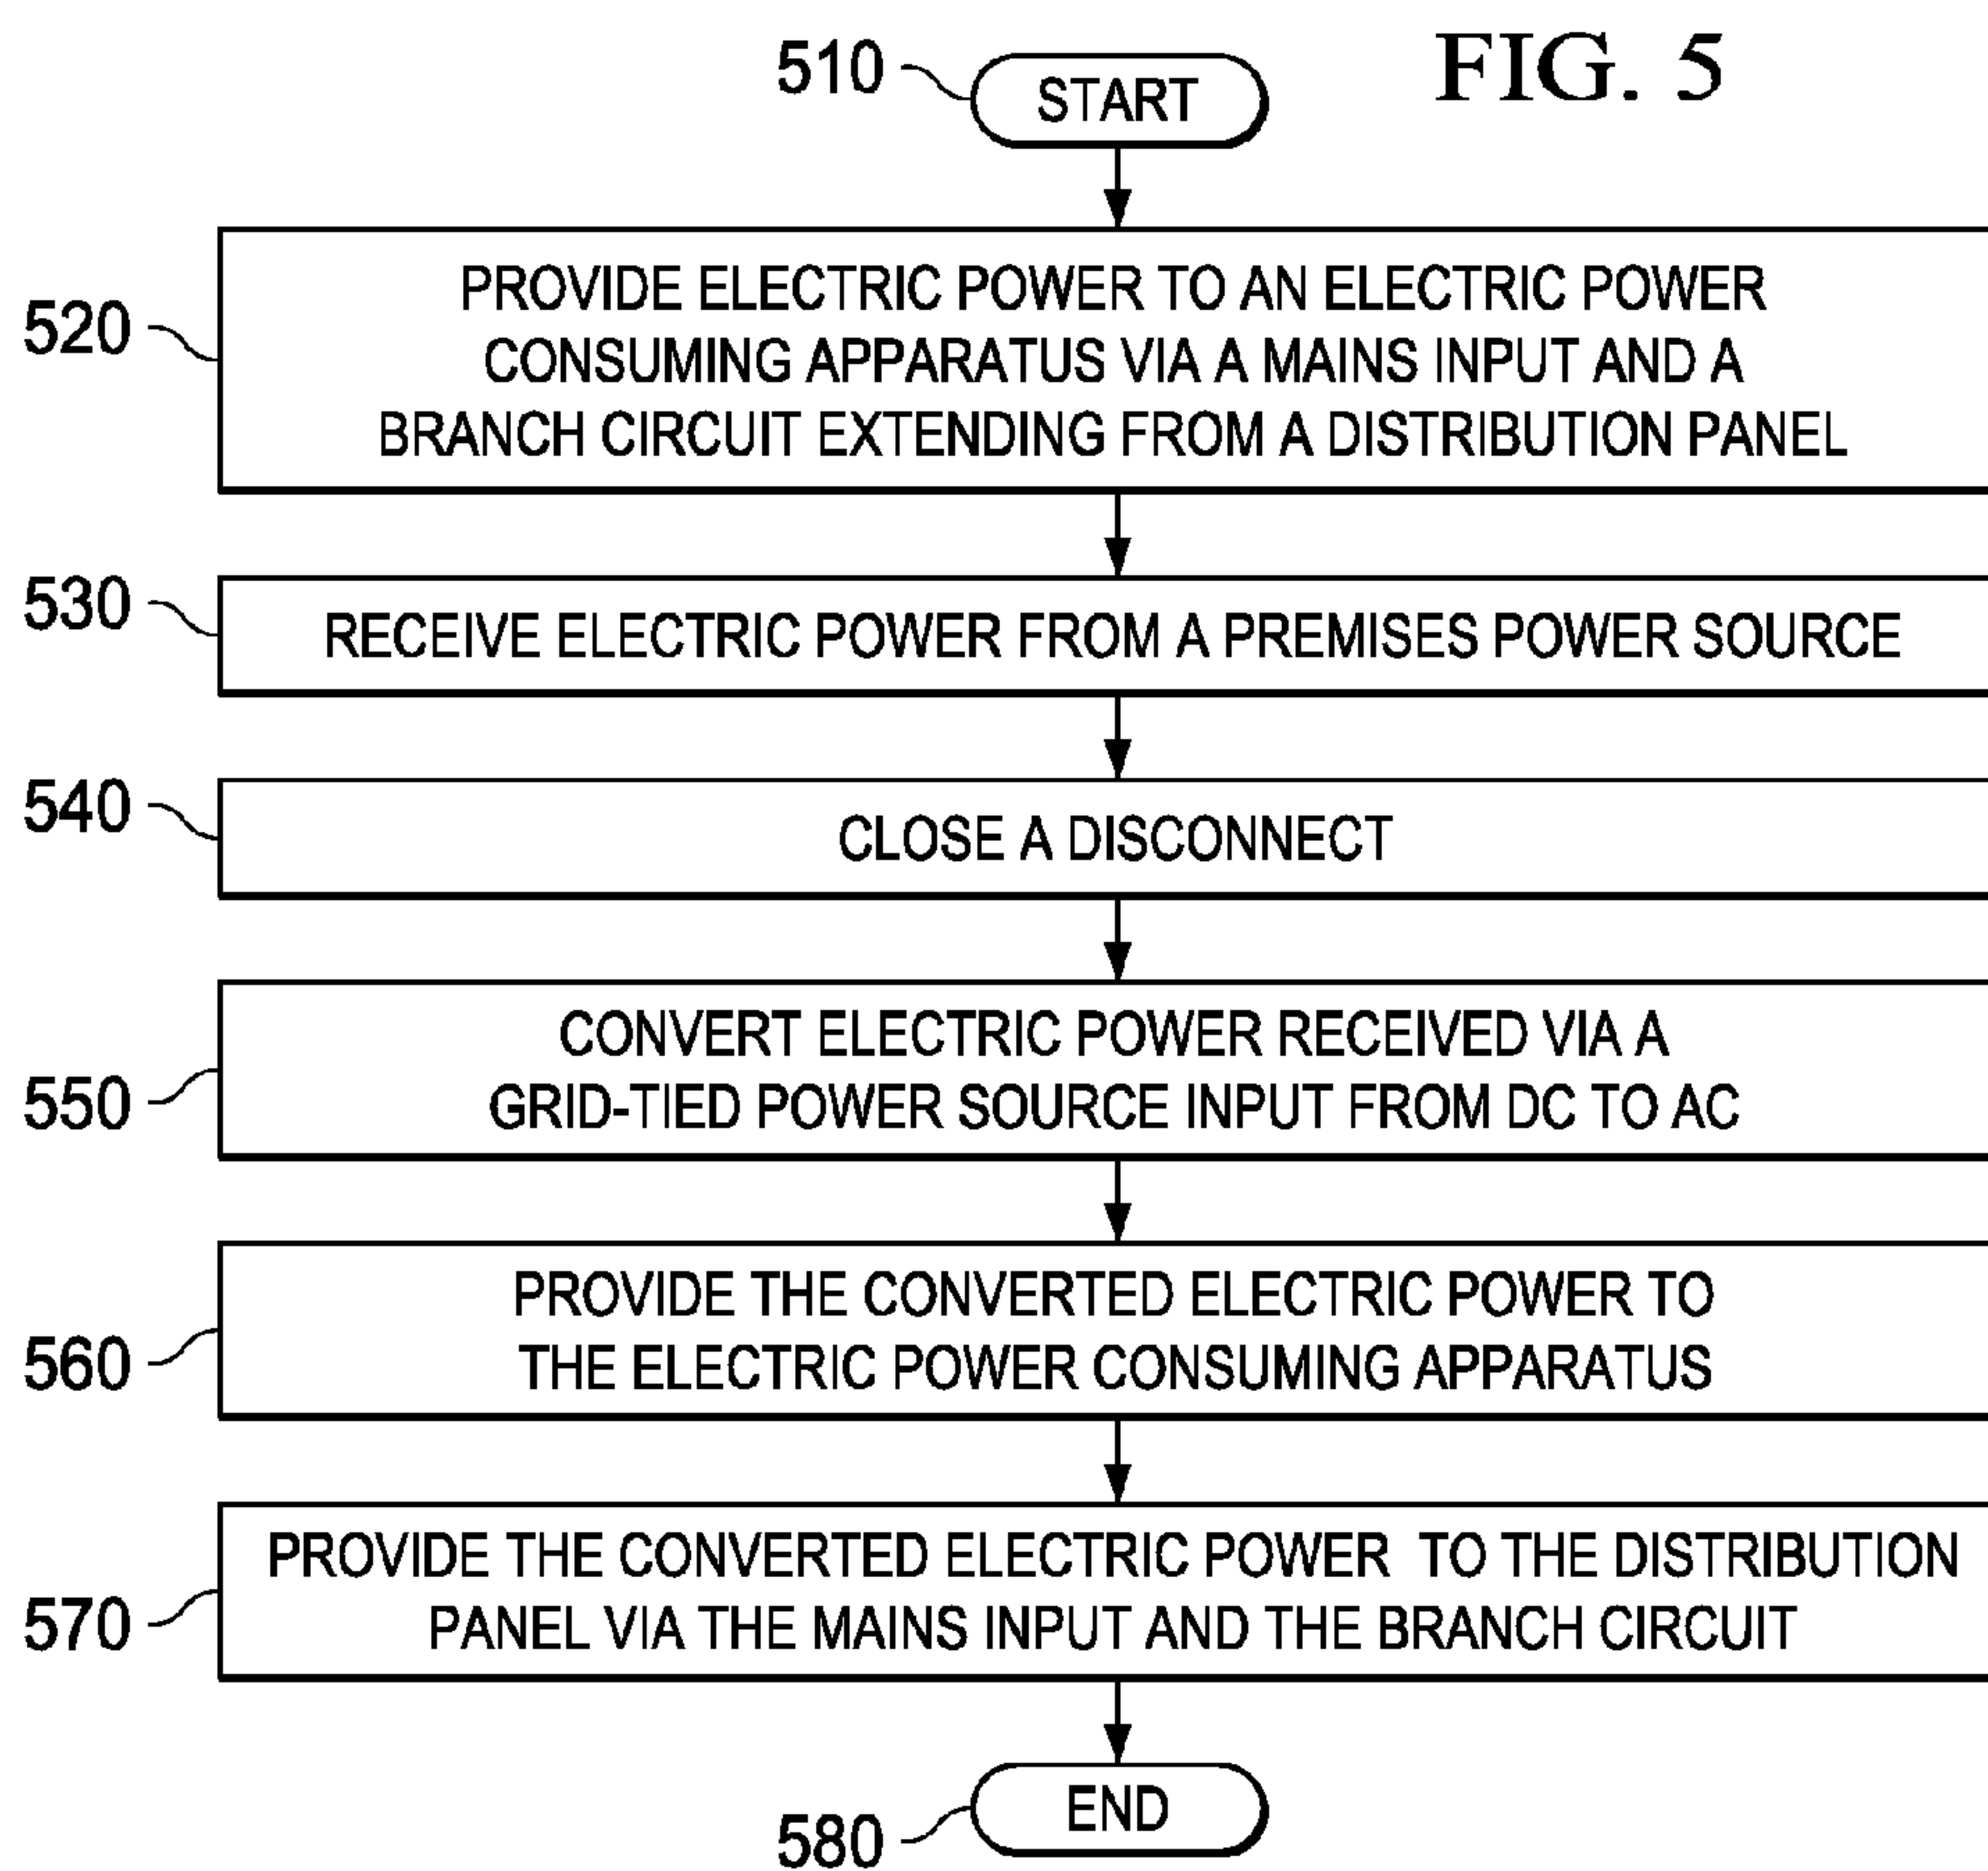 FIG. 5
510
START
520
PROVIDE ELECTRIC POWER TO AN ELECTRIC POWER
CONSUMING APPARATUS VIA A MAINS INPUT AND A
BRANCH CIRCUIT EXTENDING FROM A DISTRIBUTION PANEL
530
RECEIVE ELECTRIC POWER FROM A PREMISES POWER SOURCE
540
CLOSE A DISCONNECT
550
CONVERT ELECTRIC POWER RECEIVED VIA A
GRID-TIED POWER SOURCE INPUT FROM DC TO AC
560
PROVIDE THE CONVERTED ELECTRIC POWER TO
THE ELECTRIC POWER CONSUMING APPARATUS
570
PROVIDE THE CONVERTED ELECTRIC POWER TO THE DISTRIBUTION
PANEL VIA THE MAINS INPUT AND THE BRANCH CIRCUIT
580
END